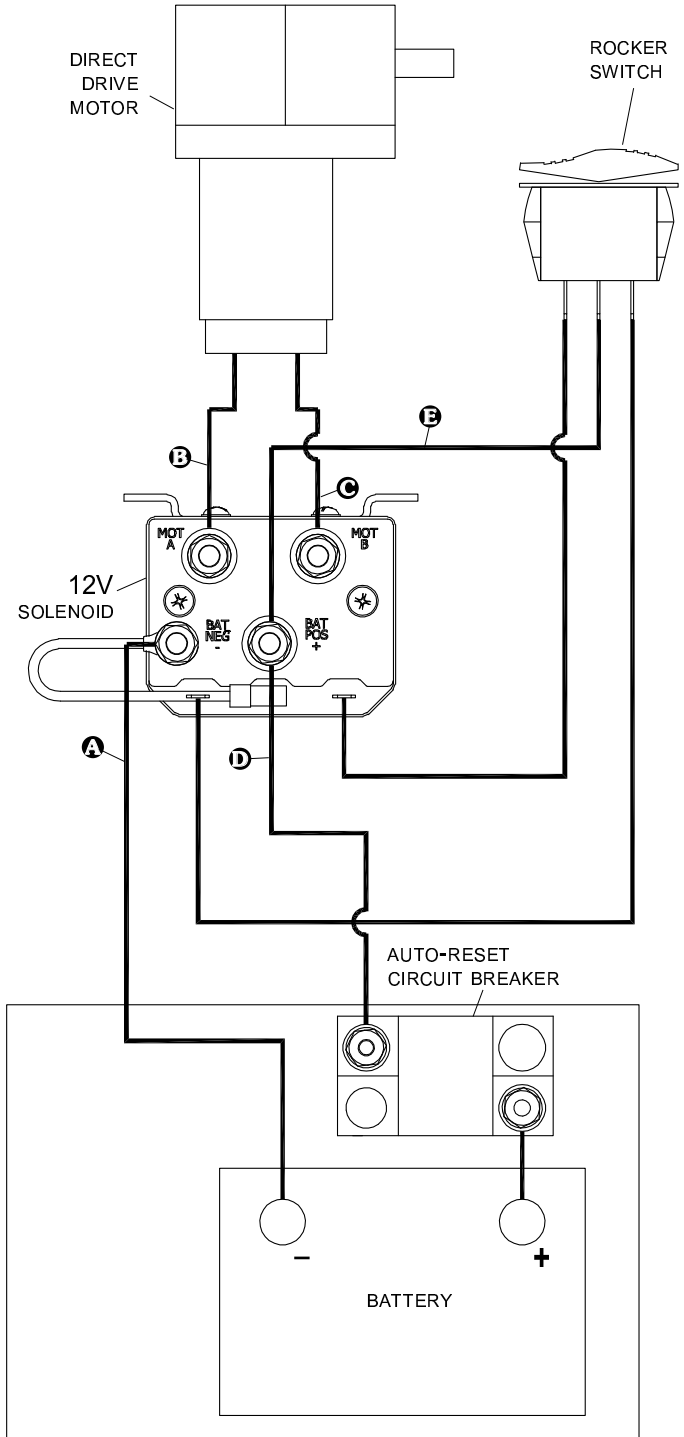 DIRECT
DRIVE
MOTOR
ROCKER
SWITCH
E
B
C
MOT
A
MOT
B
12V
SOLENOID
BAT
NEG
-
BAT
POS
+
A
D
AUTO-RESET
CIRCUIT BREAKER
–
+
BATTERY